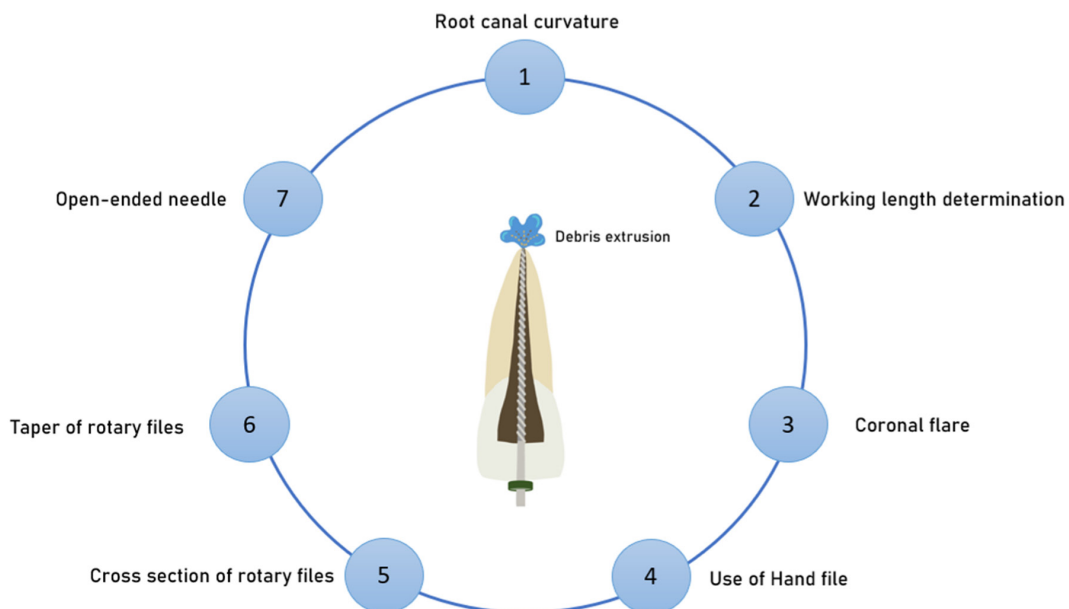 Root canal curvature
1
Open-ended needle
7
2
Working length determination
Debris extrusion
Taper of rotary files
6
3
Coronal flare
Cross section of rotary files
5
4
Use of Hand file